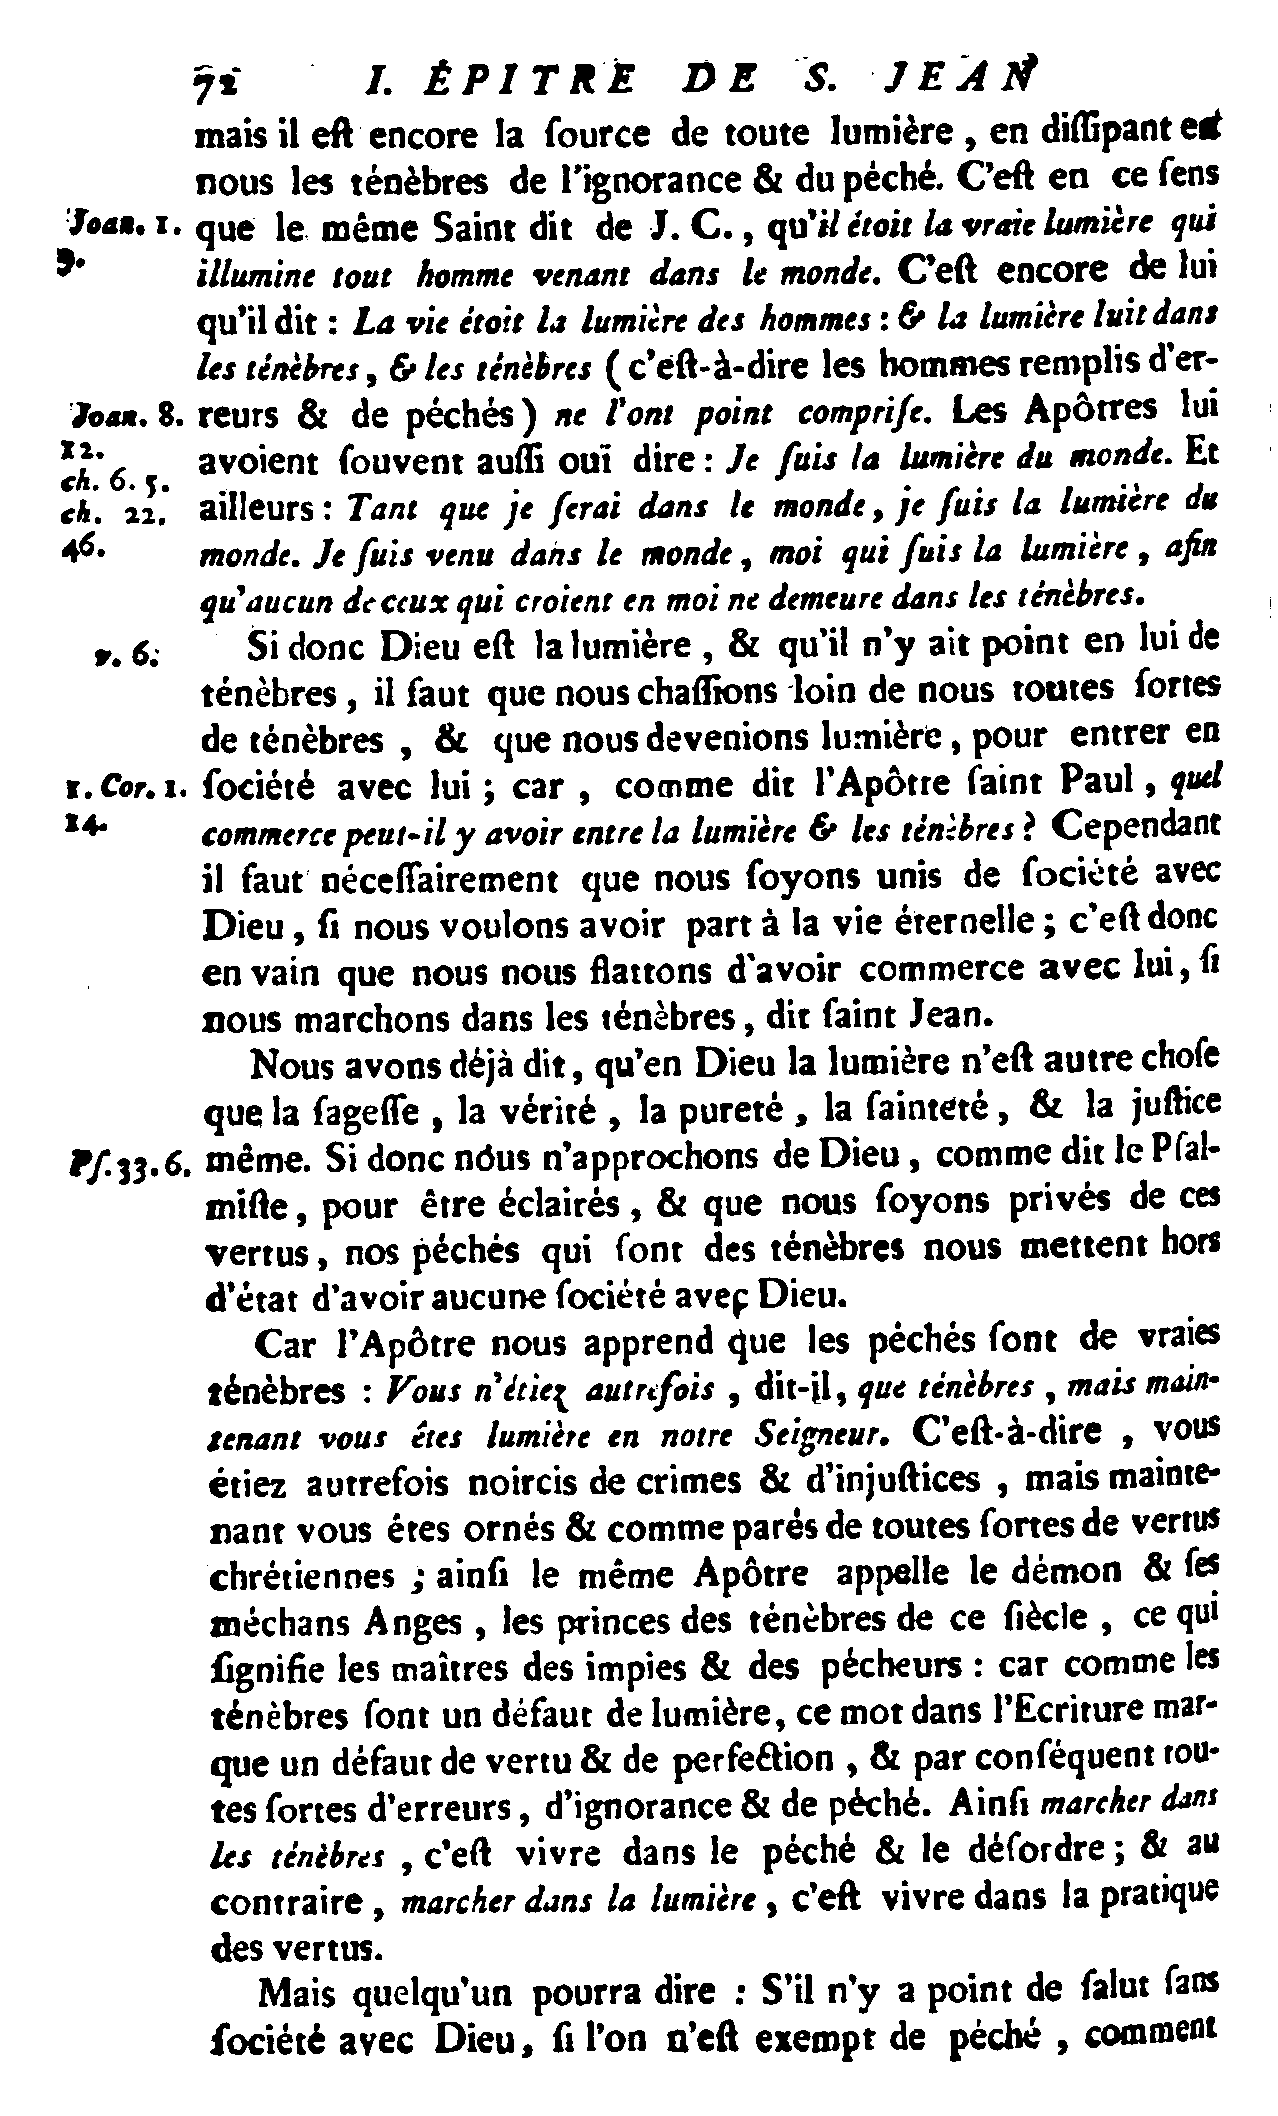 72 I. ÉPITRE DE S. JEAN
mais il eſt encore la ſource de toute lumière, en diſſipant en
nous les ténèbres de l'ignorance & du péché. C'eſt en ce ſens
Joan. 1. que le même Saint dit de J. C., qu'il étoit la vraie lumière qui
9. illumine tout homme venant dans le monde. C'eſt encore de lui
qu'il dit : La vie étoit la lumière des hommes : & la lumière luit dans
les ténèbres, & les ténèbres ( c'eſt-à-dire les hommes remplis d'er-
Joan. 8. reurs & de péchés ) ne l'ont point compriſe. Les Apôtres lui
12. avoient ſouvent auſſi ouï dire : Je ſuis la lumière du monde. Et
ch. 6. 5.
ch. 22. ailleurs : Tant que je ſerai dans le monde, je ſuis la lumière du
46. monde. Je ſuis venu dans le monde, moi qui ſuis la lumière, afin
qu'aucun de ceux qui croient en moi ne demeure dans les ténèbres.
v. 6. Si donc Dieu eſt la lumière, & qu'il n'y ait point en lui de
ténèbres, il faut que nous chaſſions loin de nous toutes ſortes
de ténèbres, & que nous devenions lumière, pour entrer en
1. Cor. 1. ſociété avec lui ; car, comme dit l'Apôtre ſaint Paul, quel
14. commerce peut-il y avoir entre la lumière & les ténèbres ? Cependant
il faut néceſſairement que nous ſoyons unis de ſociété avec
Dieu, ſi nous voulons avoir part à la vie éternelle ; c'eſt donc
en vain que nous nous flattons d'avoir commerce avec lui, ſi
nous marchons dans les ténèbres, dit ſaint Jean.
Nous avons déjà dit, qu'en Dieu la lumière n'eſt autre choſe
que la ſageſſe, la vérité, la pureté, la ſainteté, & la juſtice
Pſ. 33. 6. même. Si donc nous n'approchons de Dieu, comme dit le Pſal-
miſte, pour être éclairés, & que nous ſoyons privés de ces
vertus, nos péchés qui ſont des ténèbres nous mettent hors
d'état d'avoir aucune ſociété avec Dieu.
Car l'Apôtre nous apprend que les péchés ſont de vraies
ténèbres : Vous n'étiez autrefois, dit-il, que ténèbres, mais main-
tenant vous êtes lumière en notre Seigneur. C'eſt-à-dire, vous
étiez autrefois noircis de crimes & d'injuſtices, mais mainte-
nant vous êtes ornés & comme parés de toutes ſortes de vertus
chrétiennes ; ainſi le même Apôtre appelle le démon & ſes
méchans Anges, les princes des ténèbres de ce ſiècle, ce qui
ſignifie les maîtres des impies & des pécheurs : car comme les
ténèbres ſont un défaut de lumière, ce mot dans l'Ecriture mar-
que un défaut de vertu & de perfection, & par conſéquent tou-
tes ſortes d'erreurs, d'ignorance & de péché. Ainſi marcher dans
les ténèbres, c'eſt vivre dans le péché & le déſordre ; & au
contraire, marcher dans la lumière, c'eſt vivre dans la pratique
des vertus.
Mais quelqu'un pourra dire : S'il n'y a point de ſalut ſans
ſociété avec Dieu, ſi l'on n'eſt exempt de péché, comment